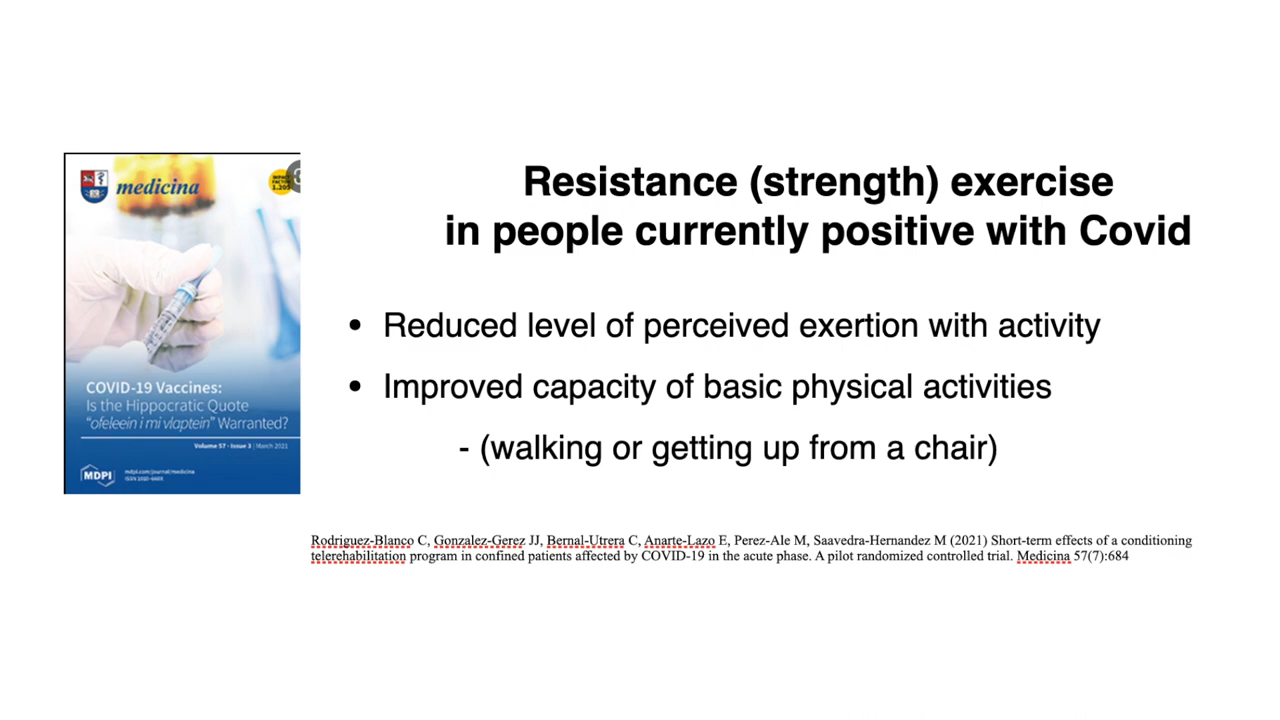 medicina
IMPACT
FACTOR
1.205
COVID-19 Vaccines:
Is the Hippocratic Quote
"ofeleein i mi vlaptein" Warranted?
Volume 57 · Issue 3 | March 2021
MDPI
mdpi.com/journal/medicina
Resistance (strength) exercise
in people currently positive with Covid
• Reduced level of perceived exertion with activity
• Improved capacity of basic physical activities
- (walking or getting up from a chair)
Rodriguez-Blanco C, Gonzalez-Gerez JJ, Bernal-Utrera C, Anarte-Lazo E, Perez-Ale M, Saavedra-Hernandez M (2021) Short-term effects of a conditioning
telerehabilitation program in confined patients affected by COVID-19 in the acute phase. A pilot randomized controlled trial. Medicina 57(7):684